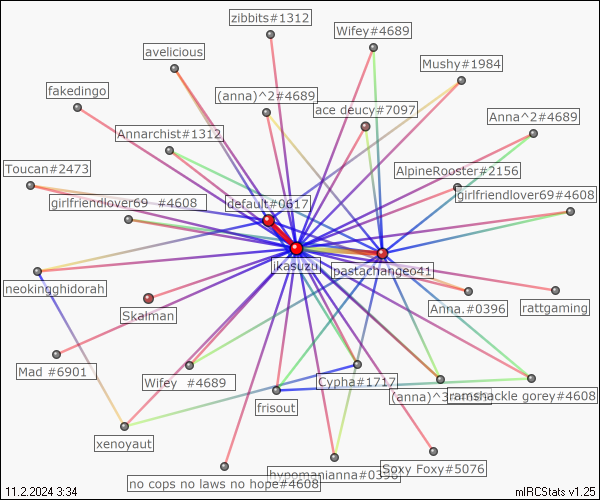 zibbits#1312
Wifey#4689
avelicious
Mushy#1984
fakedingo
(anna)^2#4689
ace deucy#7097
Anna^2#4689
Annarchist#1312
Toucan#2473
AlpineRooster#2156
girlfriendlover69 #4608
default#0617
girlfriendlover69#4608
ikasuzu
pastachangeo41
neokingghidorah
Skalman
Anna.#0396
rattgaming
Mad #6901
Wifey #4689
Cypha#1717
(anna)^3
ramshackle gorey#4608
frisout
xenoyaut
no cops no laws no hope#4608
hypomanianna#0396
Soxy Foxy#5076
11.2.2024 3:34
mIRCStats v1.25